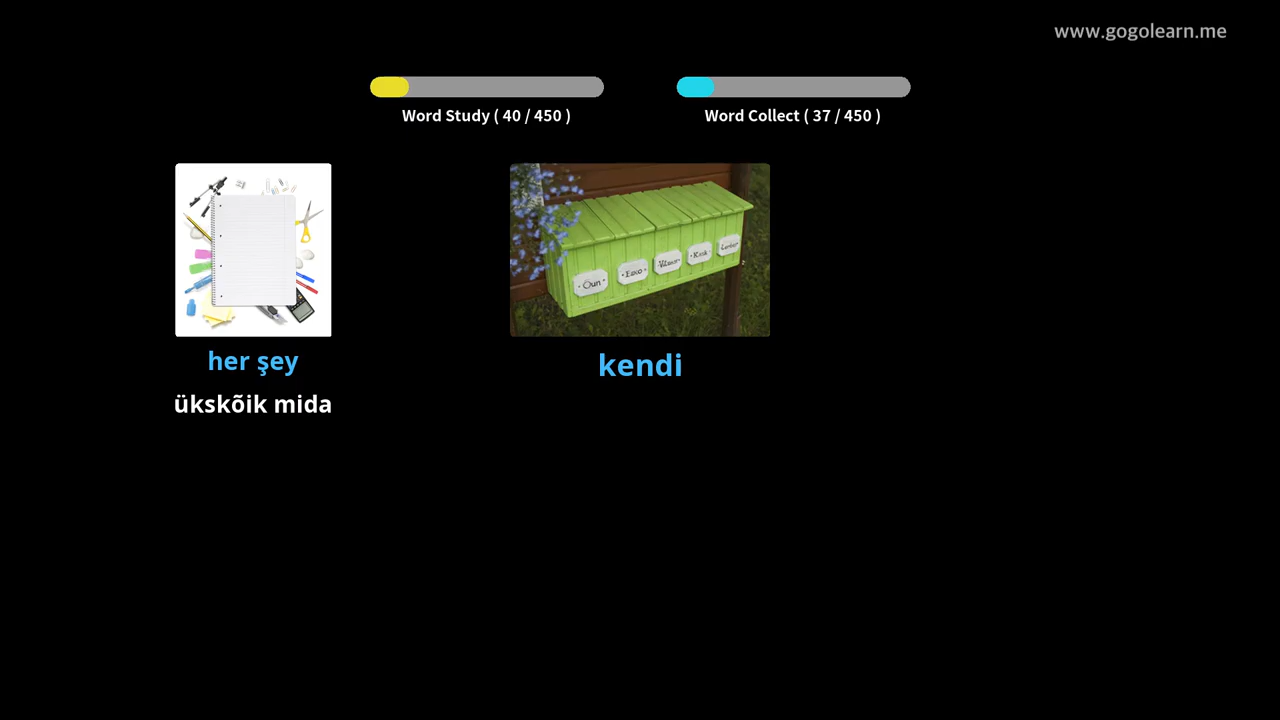 www.gogolearn.me
Word Study ( 40 / 450 )
Word Collect ( 37 / 450 )
her şey
kendi
ükskõik mida